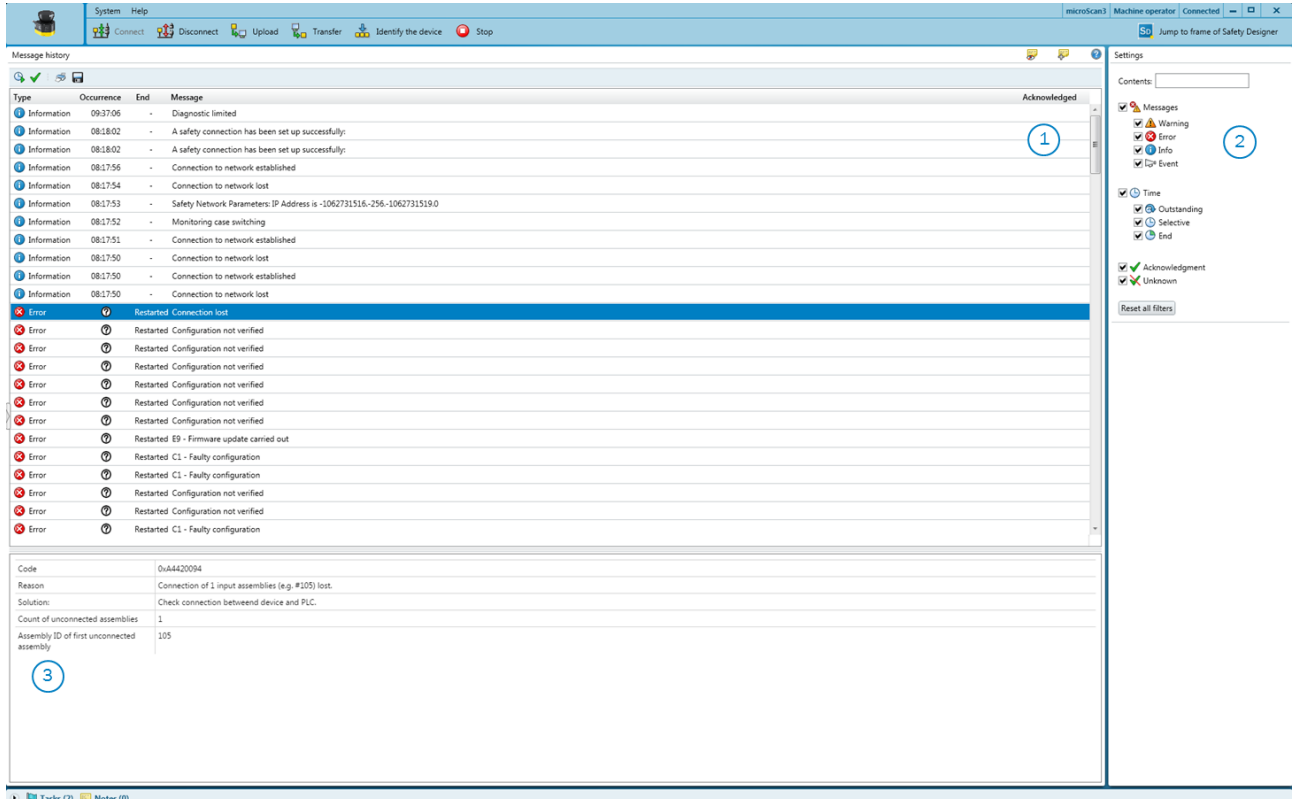 System Help
microScan3 Machine operator Connected
Connect Disconnect Upload Transfer Identify the device Stop
So Jump to frame of Safety Designer
Message history
Settings
Type Occurrence End Message Acknowledged
Information 09:37:06 - Diagnostic limited
Information 08:18:02 - A safety connection has been set up successfully:
Information 08:18:02 - A safety connection has been set up successfully:
Information 08:17:56 - Connection to network established
Information 08:17:54 - Connection to network lost
Information 08:17:53 - Safety Network Parameters: IP Address is -1062731516.-256.-1062731519.0
Information 08:17:52 - Monitoring case switching
Information 08:17:51 - Connection to network established
Information 08:17:50 - Connection to network lost
Information 08:17:50 - Connection to network established
Information 08:17:50 - Connection to network lost
Error ? Restarted Connection lost
Error ? Restarted Configuration not verified
Error ? Restarted Configuration not verified
Error ? Restarted Configuration not verified
Error ? Restarted Configuration not verified
Error ? Restarted Configuration not verified
Error ? Restarted Configuration not verified
Error ? Restarted E9 - Firmware update carried out
Error ? Restarted C1 - Faulty configuration
Error ? Restarted C1 - Faulty configuration
Error ? Restarted Configuration not verified
Error ? Restarted Configuration not verified
Error ? Restarted C1 - Faulty configuration
1
Code 0xA4420094
Reason Connection of 1 input assemblies (e.g. #105) lost.
Solution: Check connection betweend device and PLC.
Count of unconnected assemblies 1
Assembly ID of first unconnected 105
assembly
3
Contents:
Messages
Warning
Error
Info
Event
2
Time
Outstanding
Selective
End
Acknowledgment
Unknown
Reset all filters
Tasks (2) Notes (0)